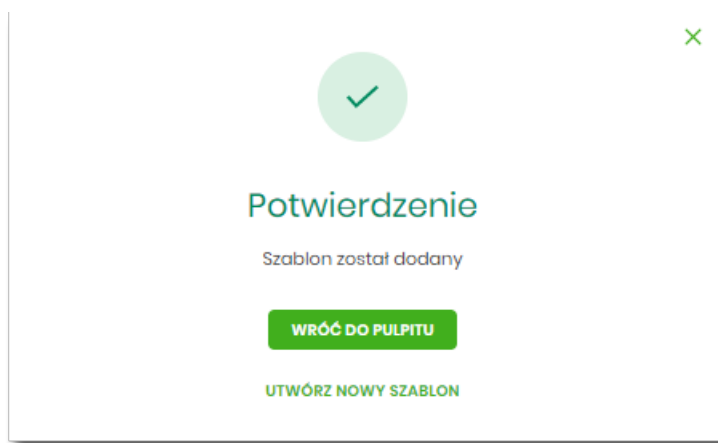 Potwierdzenie
Szablon został dodany
WRÓĆ DO PULPITU
UTWÓRZ NOWY SZABLON